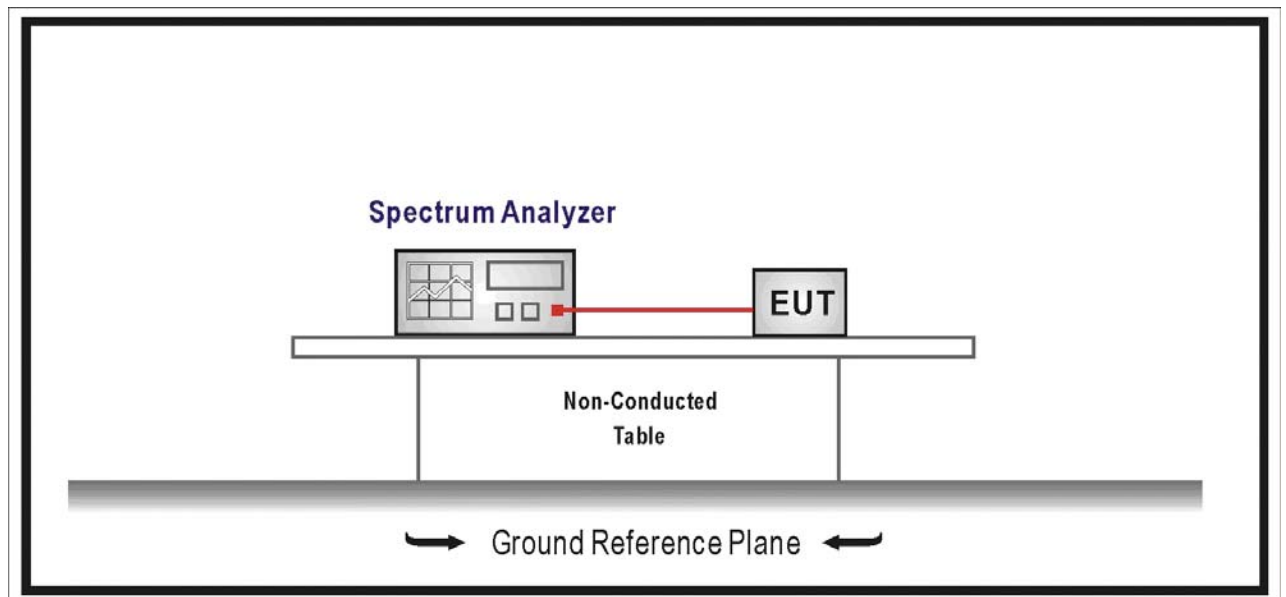 Spectrum Analyzer
EUT
Non-Conducted
Table
Ground Reference Plane